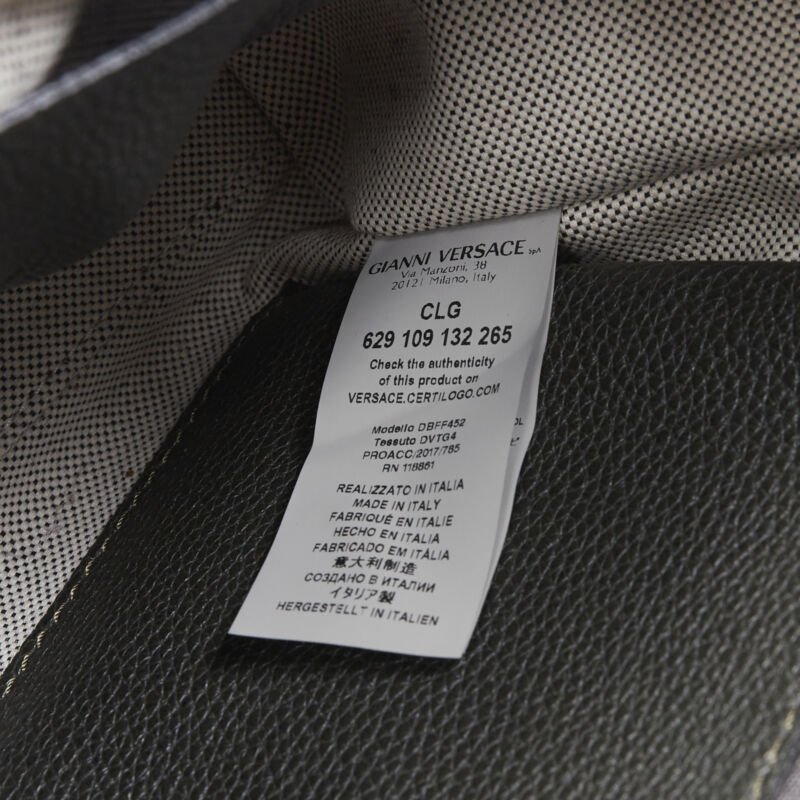 GIANNI VERSACE SpA
Via Manzoni, 38
20121 Milano, Italy
CLG
629 109 132 265
Check the authenticity
of this product on
VERSACE.CERTILOGO.COM
Modello DBFF452
Tessuto DVTG4
PROACC/2017/785
RN 118861
REALIZZATO IN ITALIA
MADE IN ITALY
FABRIQUÉ EN ITALIE
HECHO EN ITALIA
FABRICADO EM ITÁLIA
意大利制造
СОЗДАНО В ИТАЛИИ
イタリア製
HERGESTELLT IN ITALIEN